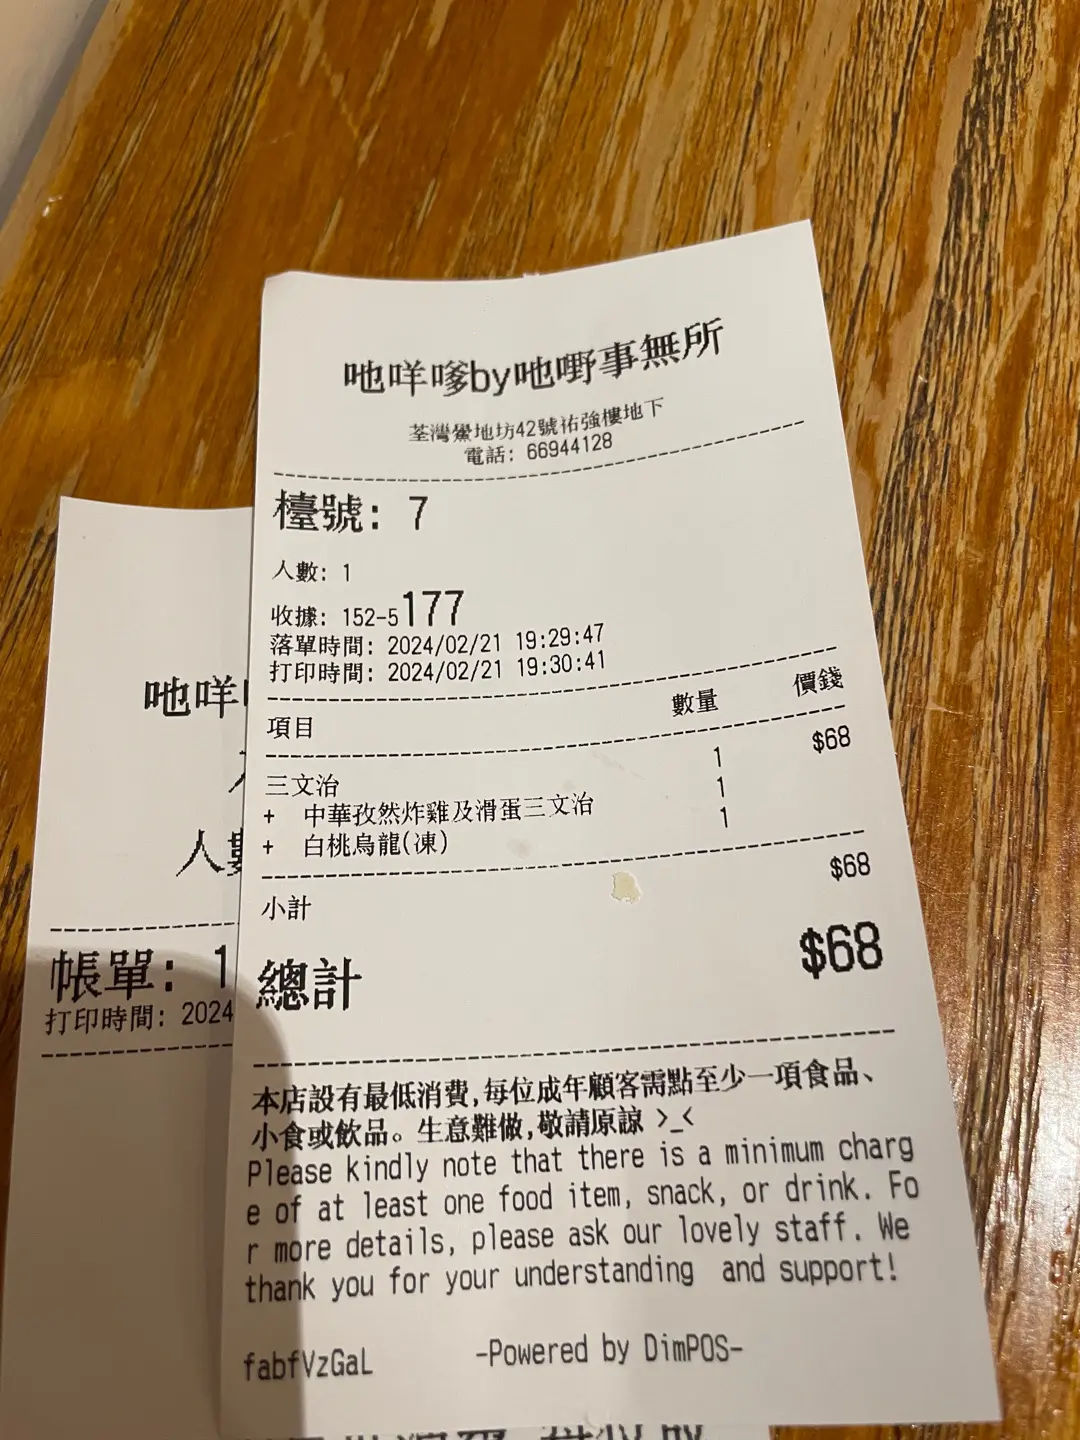 吔咩嗲by吔嘢事無所
荃灣鱟地坊42號祐強樓地下
電話: 66944128
檯號: 7
人數: 1
收據: 152-5177
落單時間: 2024/02/21 19:29:47
打印時間: 2024/02/21 19:30:41
項目 數量 價錢
三文治 1 $68
+ 中華孜然炸雞及滑蛋三文治 1
+ 白桃烏龍(凍) 1
小計 $68
總計 $68
本店設有最低消費,每位成年顧客需點至少一項食品、
小食或飲品。生意難做,敬請原諒 >_<
Please kindly note that there is a minimum charg
e of at least one food item, snack, or drink. Fo
r more details, please ask our lovely staff. We
thank you for your understanding  and support!
fabfVzGaL -Powered by DimPOS-
吔咩
人數
帳單: 1
打印時間: 2024